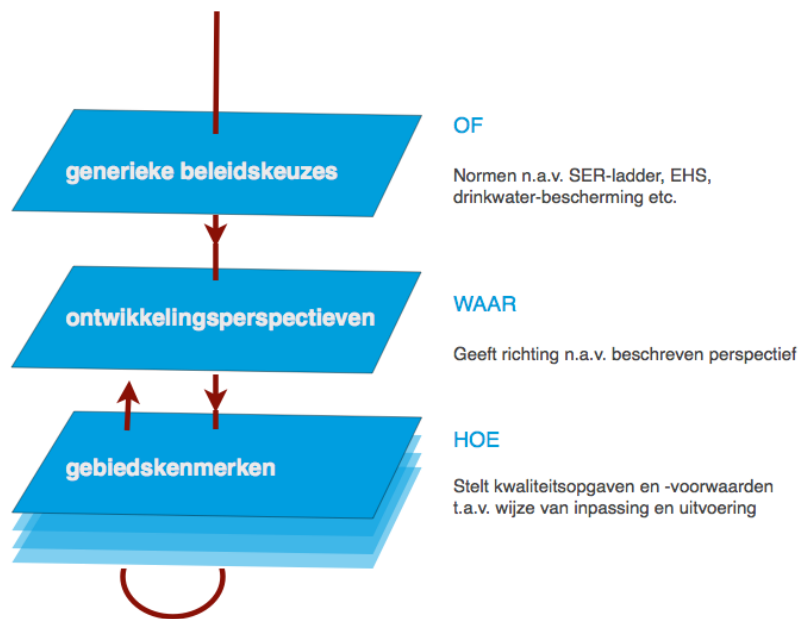 generieke beleidskeuzes
OF
Normen n.a.v. SER-ladder, EHS,
drinkwater-bescherming etc.
ontwikkelingsperspectieven
WAAR
Geeft richting n.a.v. beschreven perspectief
gebiedskenmerken
HOE
Stelt kwaliteitsopgaven en -voorwaarden
t.a.v. wijze van inpassing en uitvoering